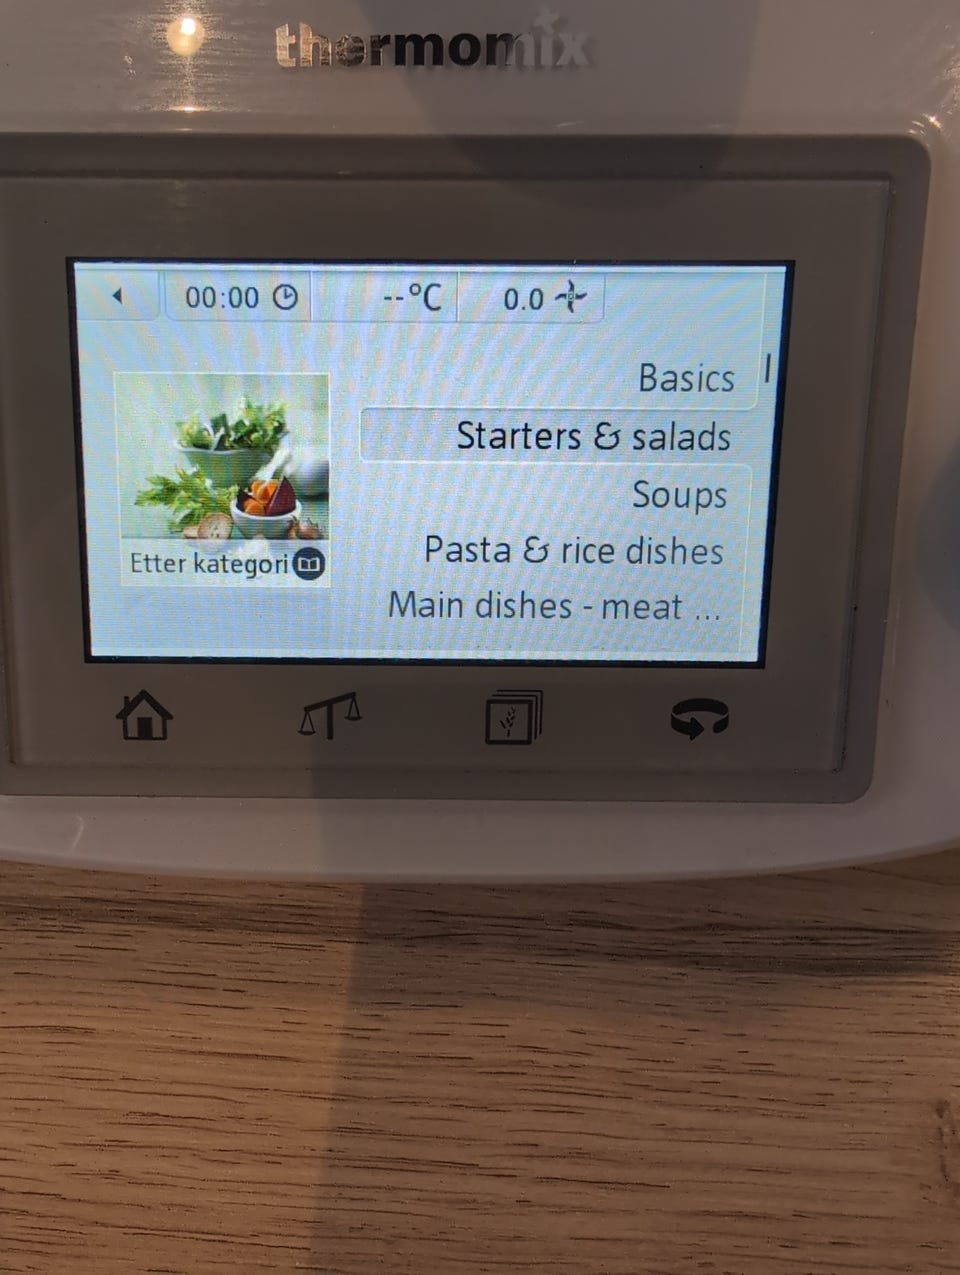 thermomix
00:00 --°C 0.0
Basics
Starters & salads
Soups
Pasta & rice dishes
Main dishes - meat ...
Etter kategori